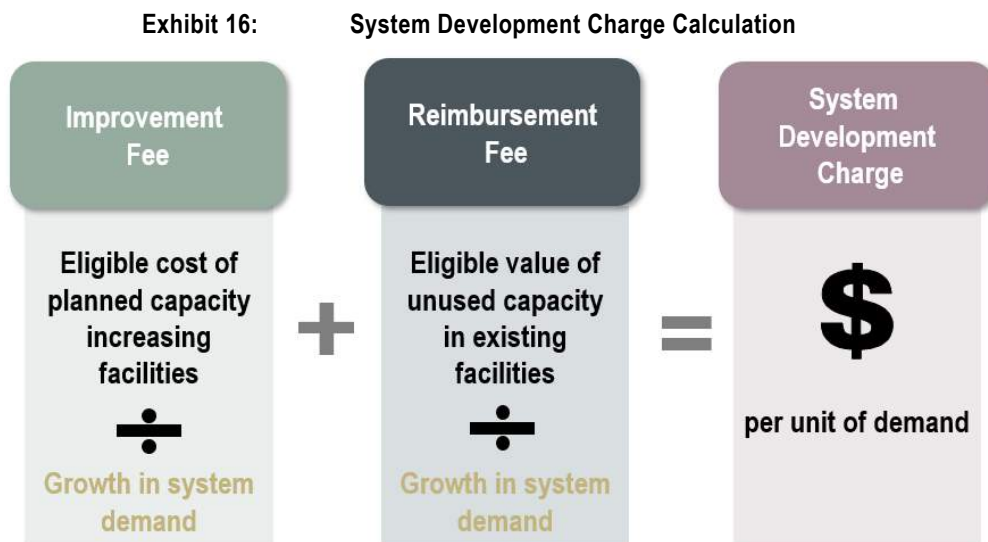 Exhibit 16: System Development Charge Calculation
Improvement
Fee
Eligible cost of
planned capacity
increasing
facilities
÷
Growth in system
demand
+
Reimbursement
Fee
Eligible value of
unused capacity
in existing
facilities
÷
Growth in system
demand
=
System
Development
Charge
$
per unit of demand